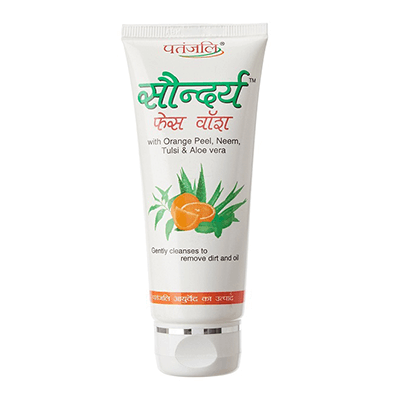 पतंजलि®
सौन्दर्य™
फेस वॉश
with Orange Peel, Neem,
Tulsi & Aloe vera
Gently cleanses to
remove dirt and oil
पतंजलि आयुर्वेद का उत्पाद